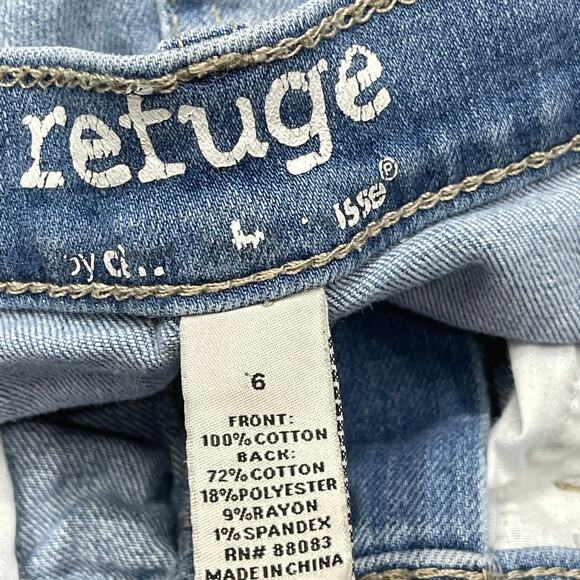 refuge
by
6
FRONT:
100%COTTON
BACK:
72%COTTON
18%POLYESTER
9%RAYON
1%SPANDEX
RN# 88083
MADE IN CHINA